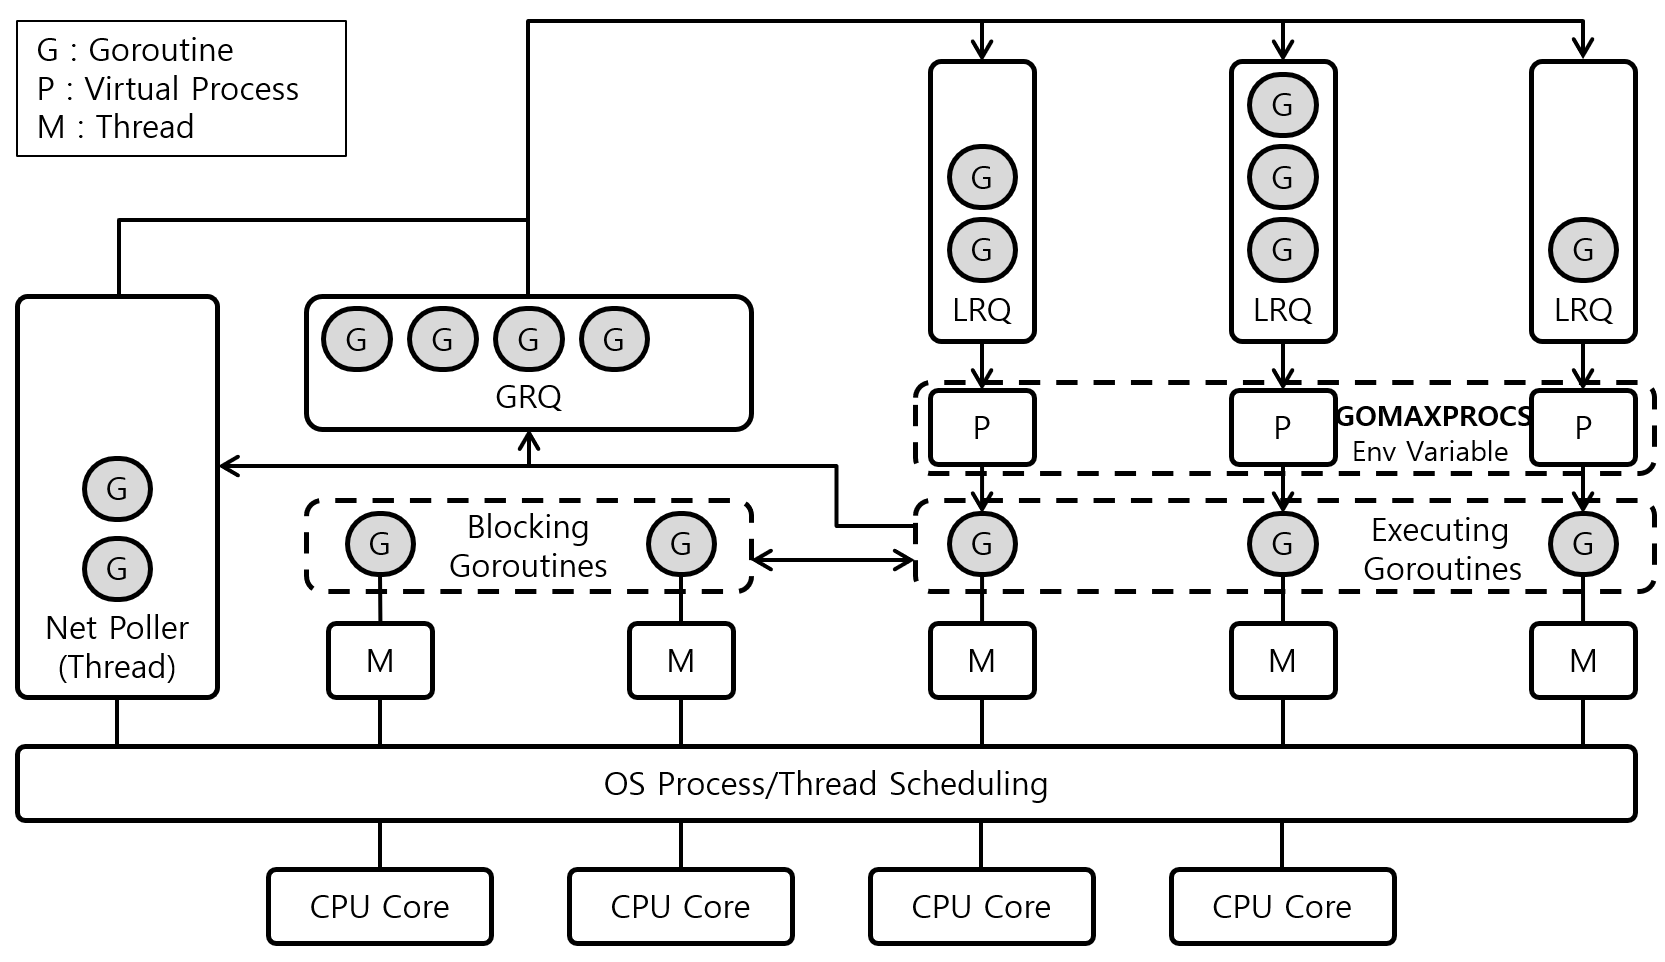 G : Goroutine
P : Virtual Process
M : Thread
G
G
G
G
G
G
LRQ
LRQ
LRQ
G
G
G
G
GRQ
P
P
P
GOMAXPROCS
Env Variable
G
G
Net Poller
(Thread)
G
Blocking
Goroutines
G
G
G
Executing
Goroutines
G
M
M
M
M
M
OS Process/Thread Scheduling
CPU Core
CPU Core
CPU Core
CPU Core